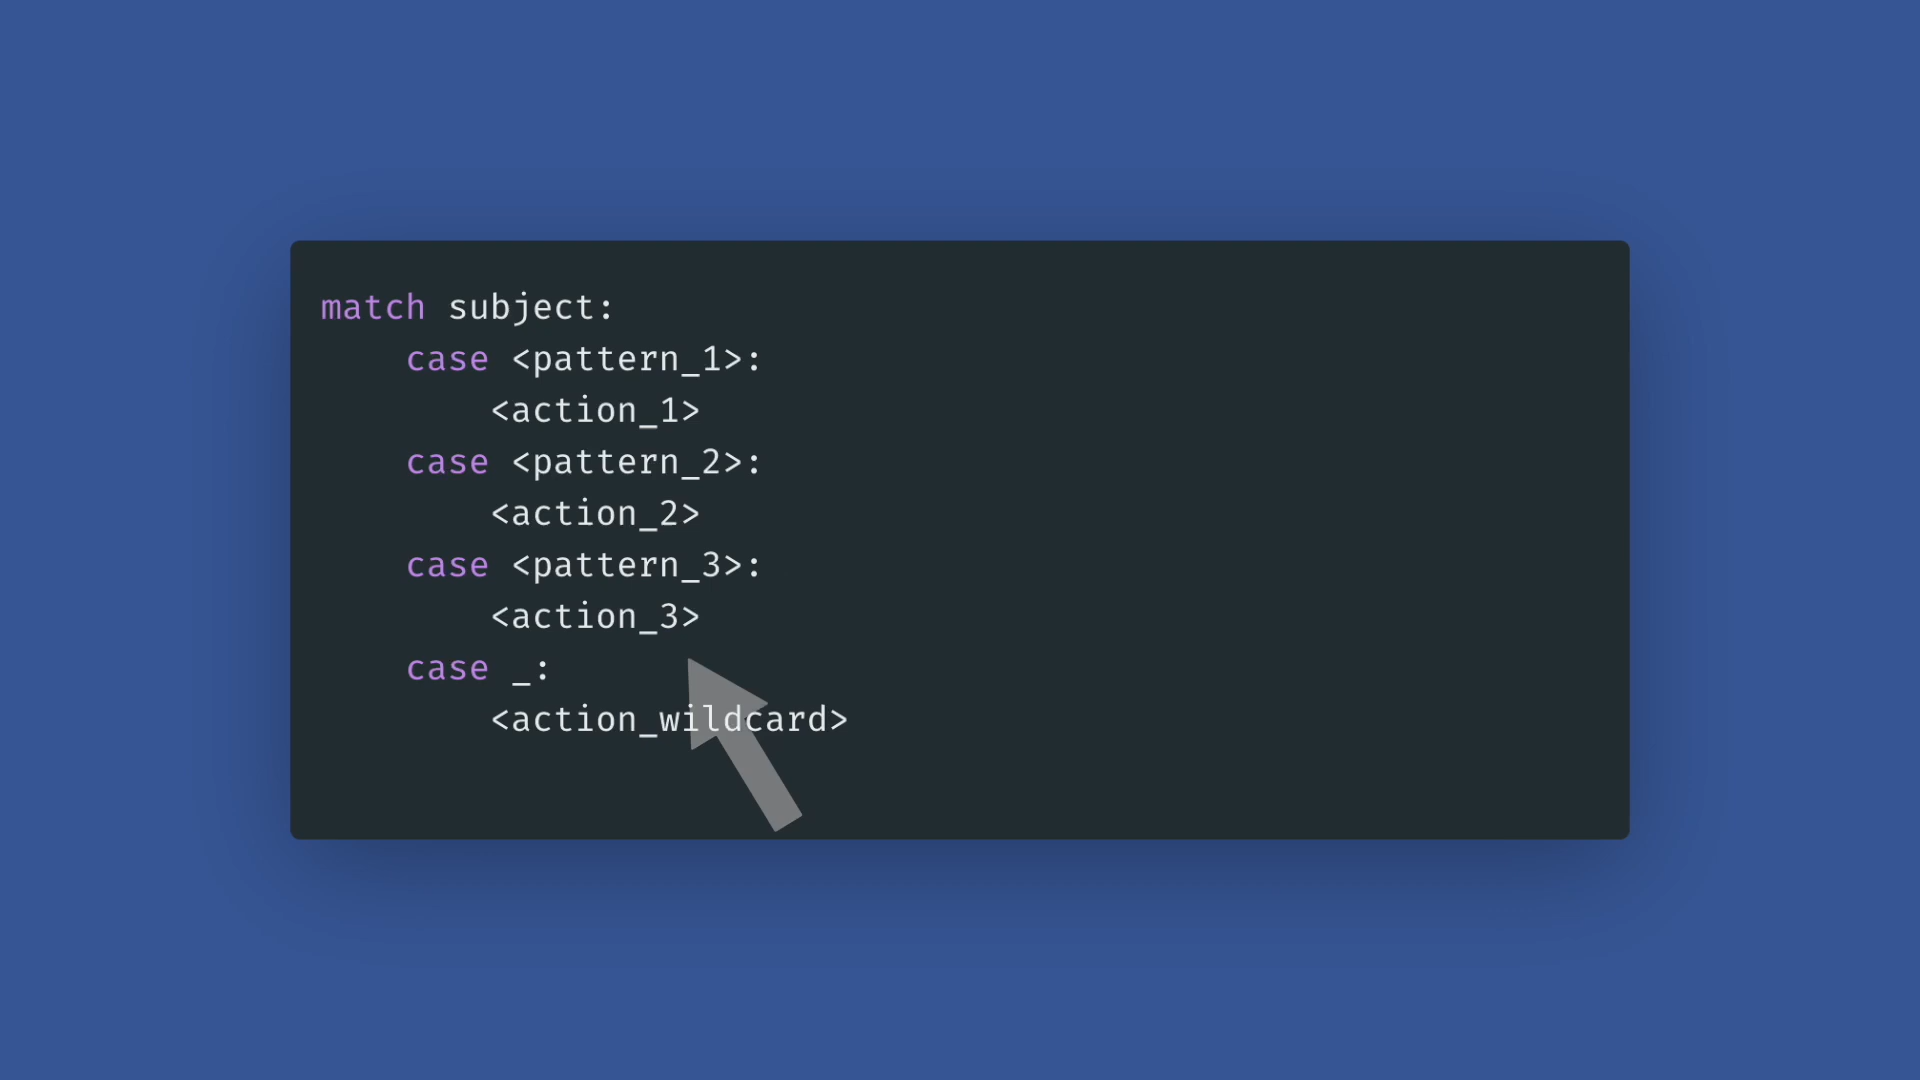 match subject:
    case <pattern_1>:
        <action_1>
    case <pattern_2>:
        <action_2>
    case <pattern_3>:
        <action_3>
    case _:
        <action_wildcard>